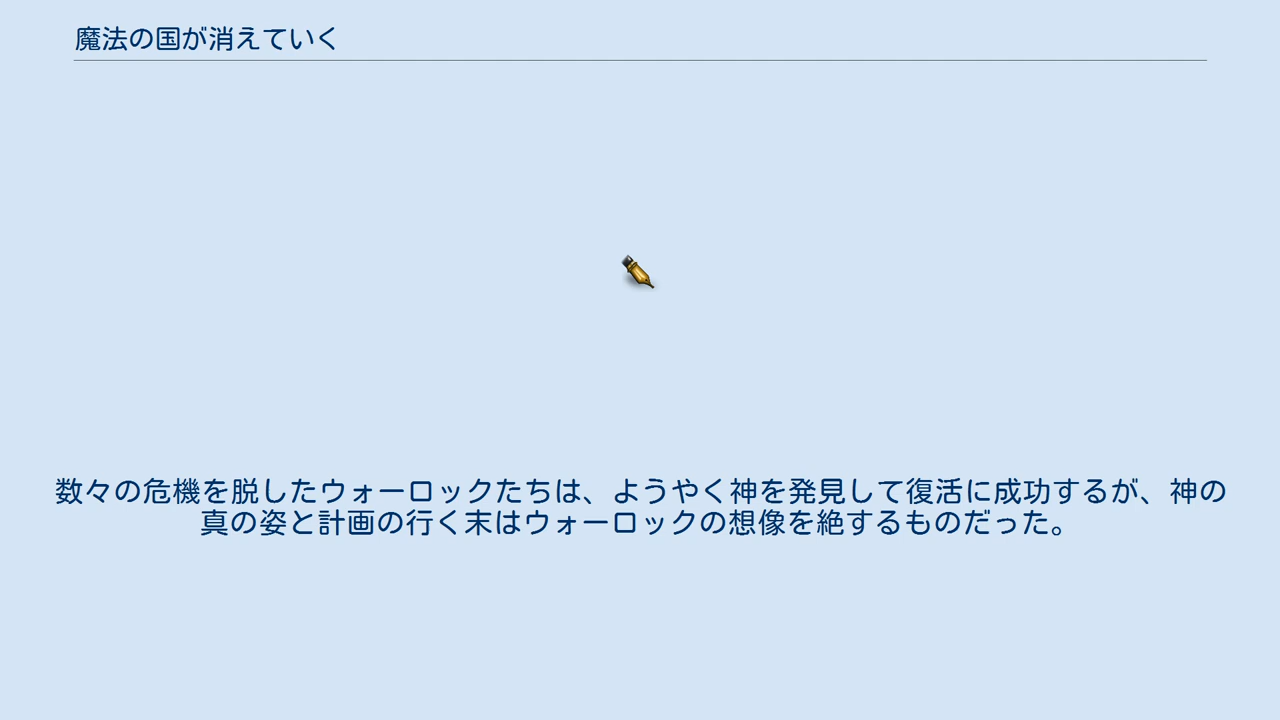 魔法の国が消えていく
数々の危機を脱したウォーロックたちは、ようやく神を発見して復活に成功するが、神の
真の姿と計画の行く末はウォーロックの想像を絶するものだった。